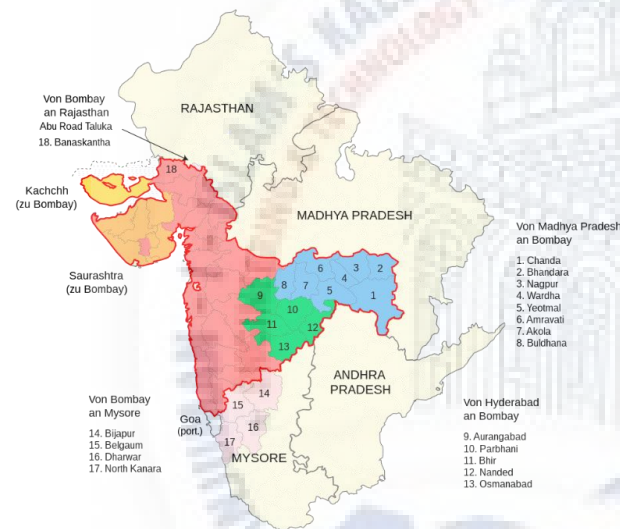 Von Bombay
an Rajasthan
Abu Road Taluka
18. Banaskantha
RAJASTHAN
18
Kachchh
(zu Bombay)
MADHYA PRADESH
Saurashtra
(zu Bombay)
Von Madhya Pradesh
an Bombay
1. Chanda
2. Bhandara
3. Nagpur
4. Wardha
5. Yeotmal
6. Amravati
7. Akola
8. Buldhana
6
3
2
4
8
7
5
1
9
10
11
12
13
ANDHRA
PRADESH
Von Bombay
an Mysore
14. Bijapur
15. Belgaum
16. Dharwar
17. North Kanara
Goa
(port.)
14
15
16
17
MYSORE
Von Hyderabad
an Bombay
9. Aurangabad
10. Parbhani
11. Bhir
12. Nanded
13. Osmanabad